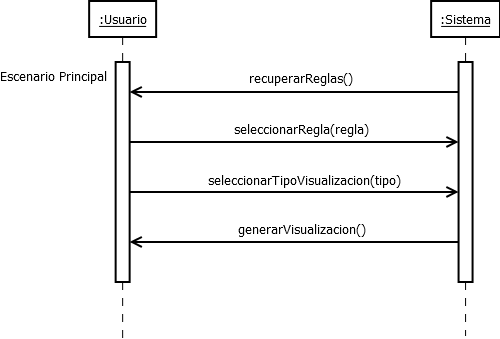 :Usuario
:Sistema
Escenario Principal
recuperarReglas()
seleccionarRegla(regla)
seleccionarTipoVisualizacion(tipo)
generarVisualizacion()